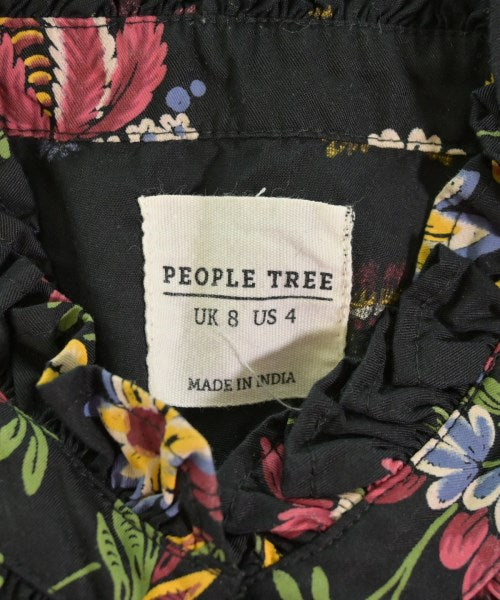 PEOPLE TREE
UK 8 US 4
MADE IN INDIA